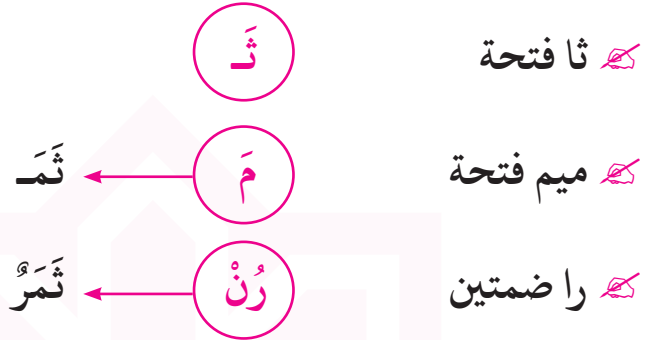 ثا فتحة ثَـ
ميم فتحة مَ ثَمَـ
را ضمتين رُنْ ثَمَرٌ